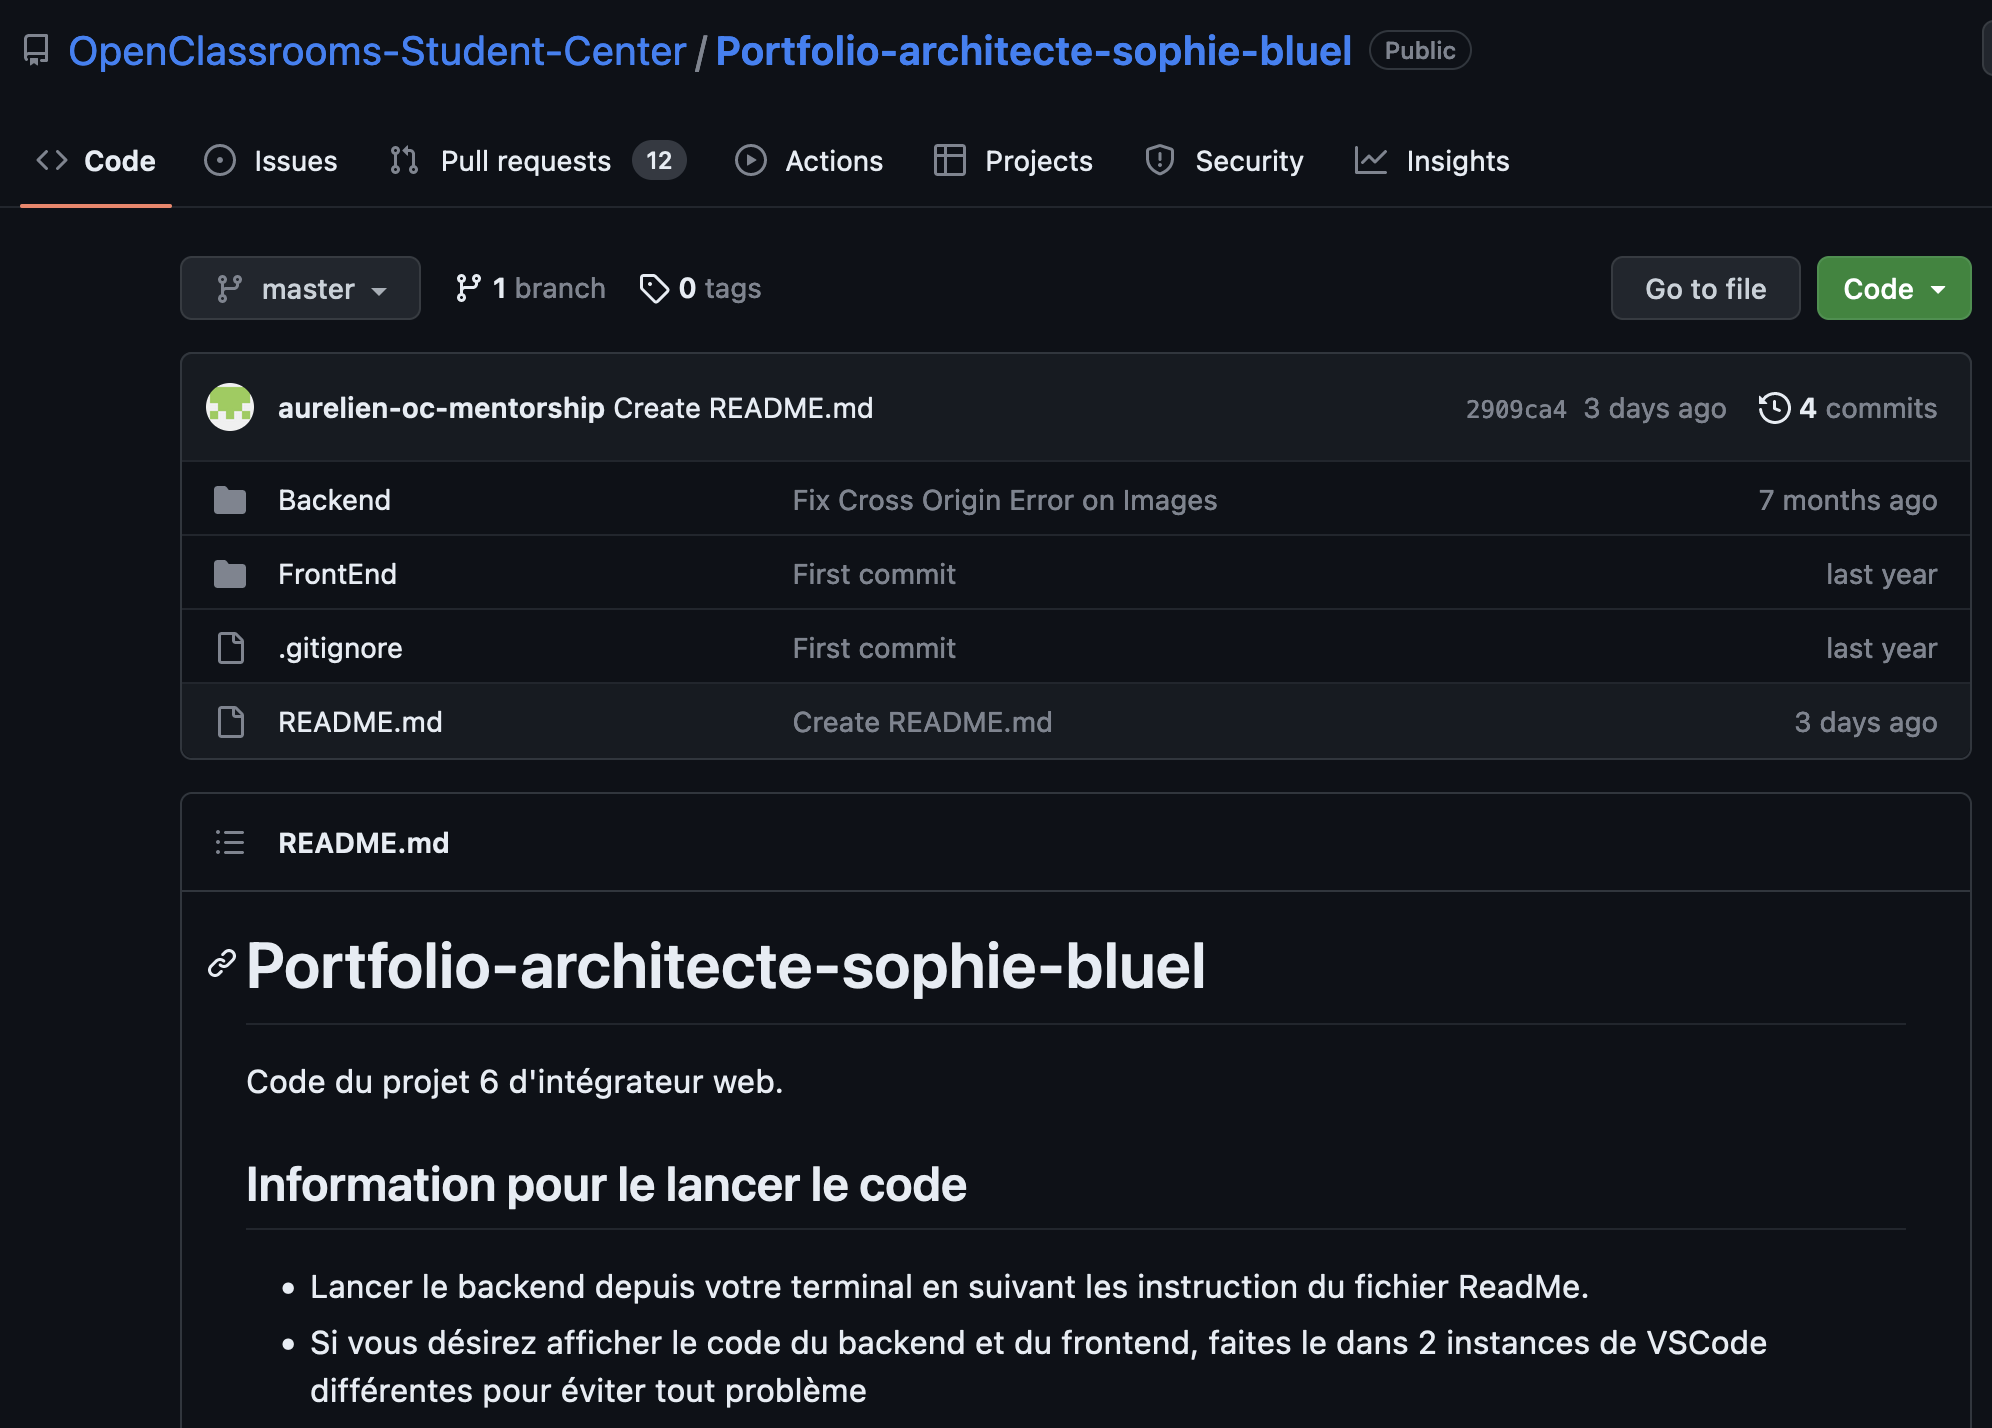 OpenClassrooms-Student-Center / Portfolio-architecte-sophie-bluel Public
Code Issues Pull requests 12 Actions Projects Security Insights
master 1 branch 0 tags Go to file Code
aurelien-oc-mentorship Create README.md 2909ca4 3 days ago 4 commits
Backend Fix Cross Origin Error on Images 7 months ago
FrontEnd First commit last year
.gitignore First commit last year
README.md Create README.md 3 days ago
README.md
Portfolio-architecte-sophie-bluel
Code du projet 6 d'intégrateur web.
Information pour le lancer le code
Lancer le backend depuis votre terminal en suivant les instruction du fichier ReadMe.
Si vous désirez afficher le code du backend et du frontend, faites le dans 2 instances de VSCode
différentes pour éviter tout problème